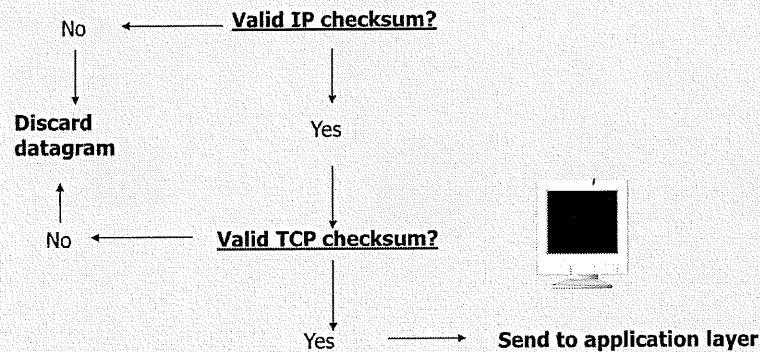 Valid IP checksum?
No
Discard
datagram
Yes
No
Valid TCP checksum?
Yes
Send to application layer